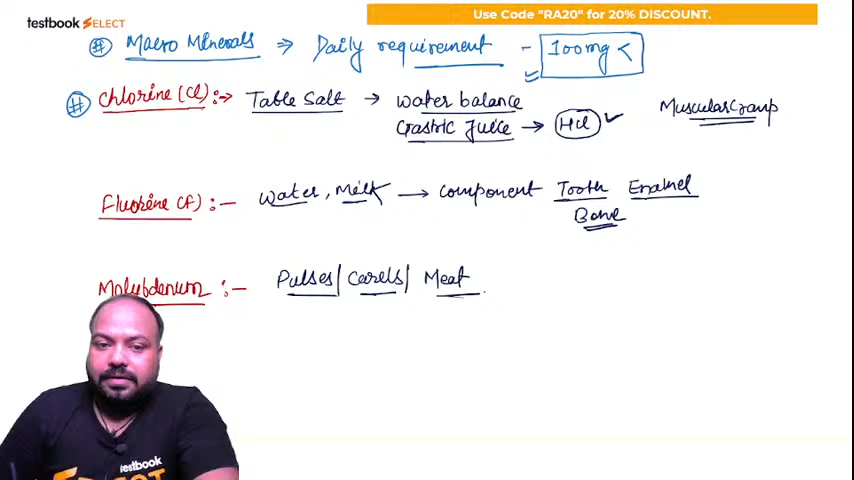 testbook SELECT
Use Code "RA20" for 20% DISCOUNT.
# Macro Minerals ⇒ Daily requirement - 100mg <
# Chlorine (Cl) :→ Table Salt → water balance
Gastric Juice → HCl ✓ Muscular Cramp
Fluorine (F) :- water, Milk → component Tooth Enamel
Bone
Molybdenum :- Pulses/ Carels/ Meat
testbook